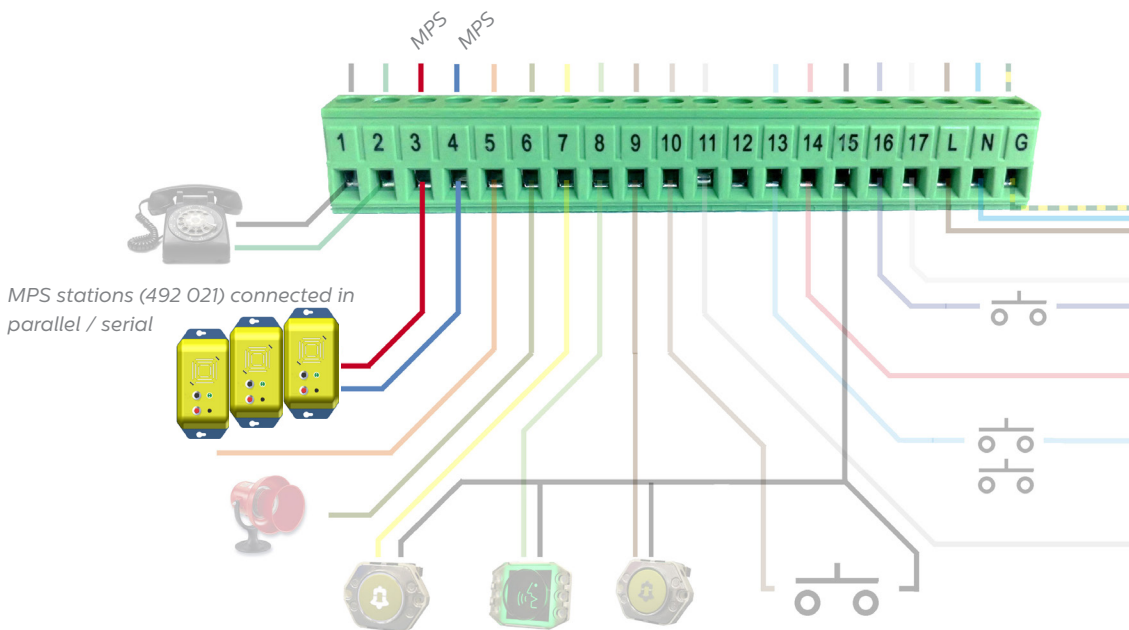 MPS MPS
1 2 3 4 5 6 7 8 9 10 11 12 13 14 15 16 17 L N G
MPS stations (492 021) connected in
parallel / serial